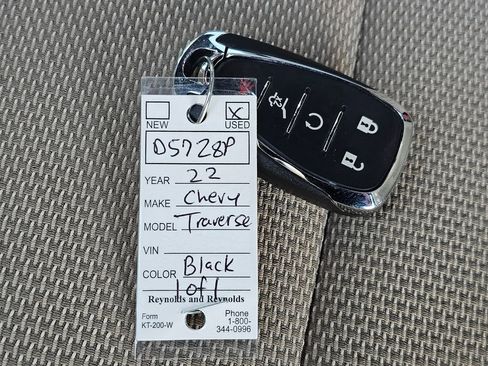 NEW USED
D5728P
YEAR 22
MAKE Chevy
MODEL Traverse
VIN
COLOR Black
1 of 1
Reynolds and Reynolds
Form
KT-200-W
Phone
1-800-
344-0996